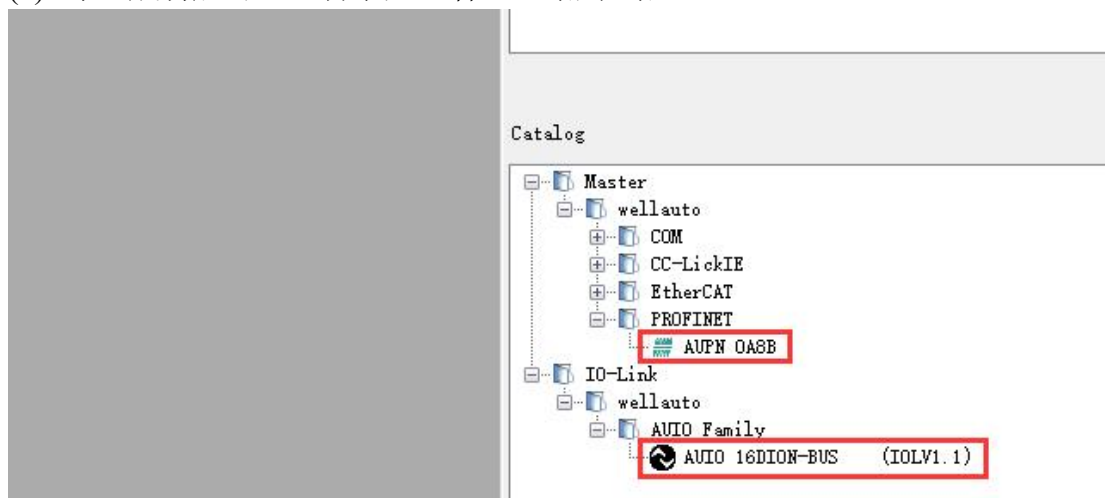 Catalog
Master
wellauto
COM
CC-LickIE
EtherCAT
PROFINET
AUPN 0A8B
IO-Link
wellauto
AUIO Family
AUIO 16DION-BUS (IOLV1.1)